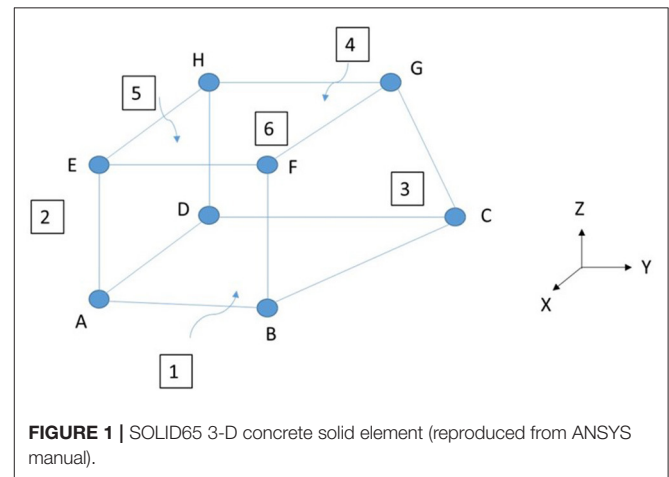 4
H
G
5
6
E
F
3
2
D
C
Z
Y
X
A
B
1
FIGURE 1 | SOLID65 3-D concrete solid element (reproduced from ANSYS
manual).